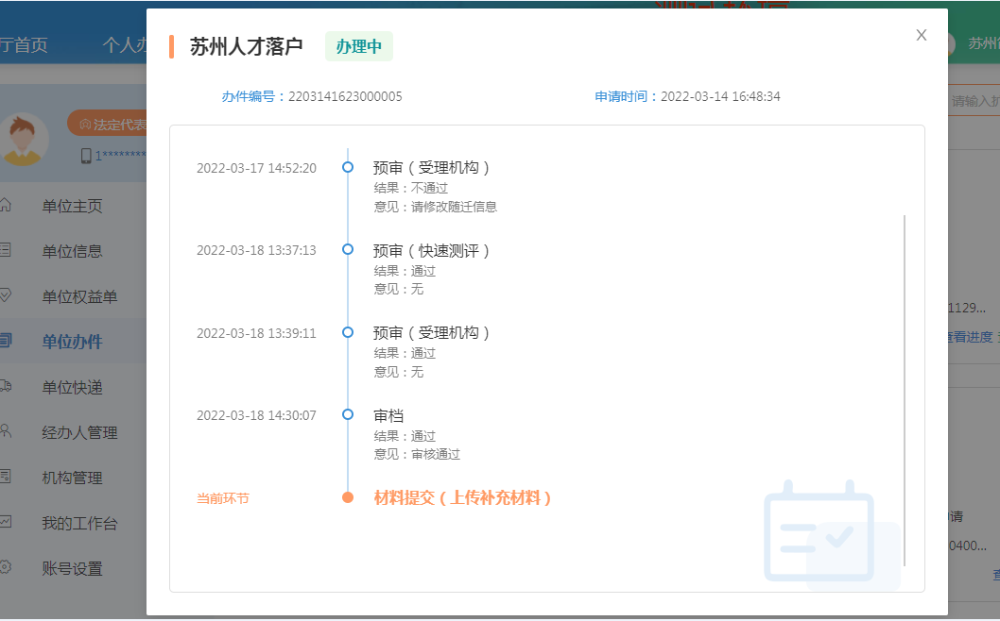 厅首页
个人办
苏州
苏州人才落户
办理中
X
办件编号：2203141623000005
申请时间：2022-03-14 16:48:34
请输入
法定代表
1********
单位主页
单位信息
单位权益单
单位办件
单位快递
经办人管理
机构管理
我的工作台
账号设置
2022-03-17 14:52:20
预审（受理机构）
结果：不通过
意见：请修改随迁信息
2022-03-18 13:37:13
预审（快速测评）
结果：通过
意见：无
2022-03-18 13:39:11
预审（受理机构）
结果：通过
意见：无
2022-03-18 14:30:07
审档
结果：通过
意见：审核通过
当前环节
材料提交（上传补充材料）
1129...
查看进度
请
0400...